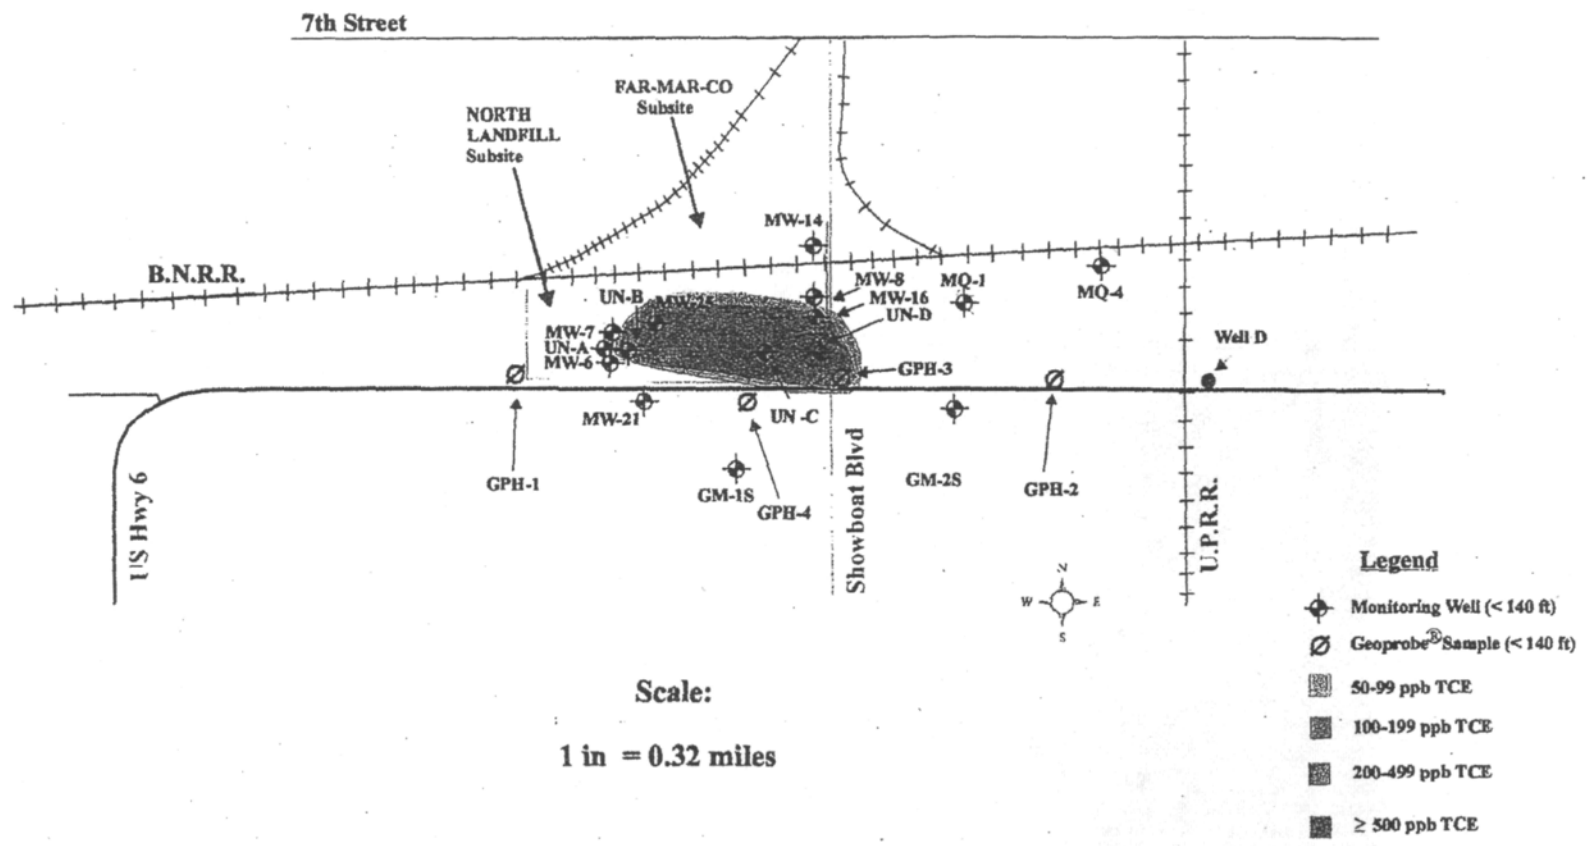 7th Street
FAR-MAR-CO
Subsite
NORTH
LANDFILL
Subsite
MW-14
B.N.R.R.
UN-B
MW-8
MQ-1
MW-16
MQ-4
UN-D
MW-7
UN-A
MW-6
Well D
GPH-3
MW-21
UN -C
GPH-1
GM-1S
GPH-4
GM-2S
GPH-2
US Hwy 6
Showboat Blvd
U.P.R.R.
N
W
E
S
Legend
Monitoring Well (< 140 ft)
Geoprobe® Sample (< 140 ft)
50-99 ppb TCE
100-199 ppb TCE
200-499 ppb TCE
≥ 500 ppb TCE
Scale:
1 in = 0.32 miles